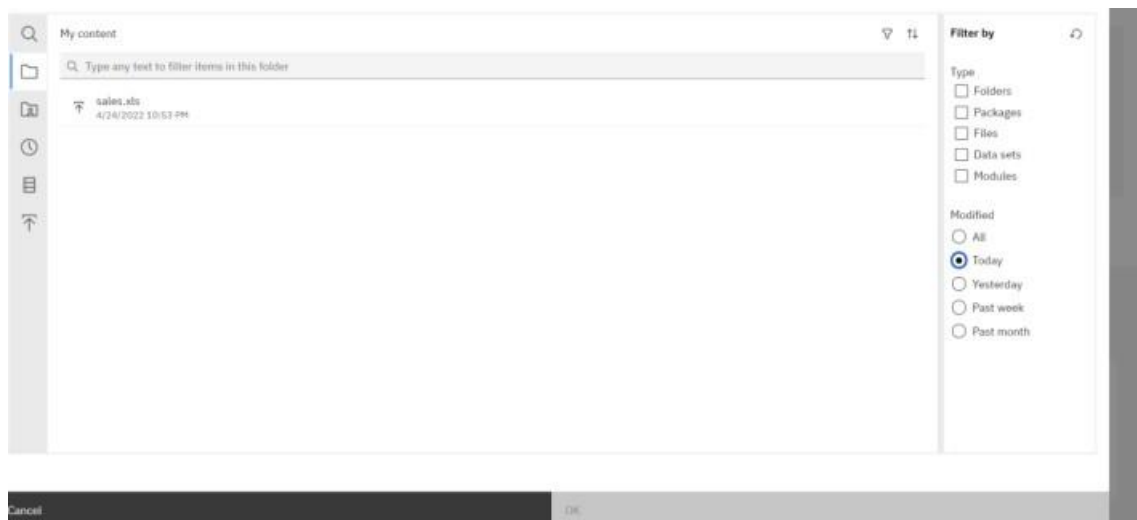 My content
Type any text to filter items in this folder
sales.xls
4/24/2022 10:53 PM
Filter by
Type
Folders
Packages
Files
Data sets
Modules
Modified
All
Today
Yesterday
Past week
Past month
Cancel
OK